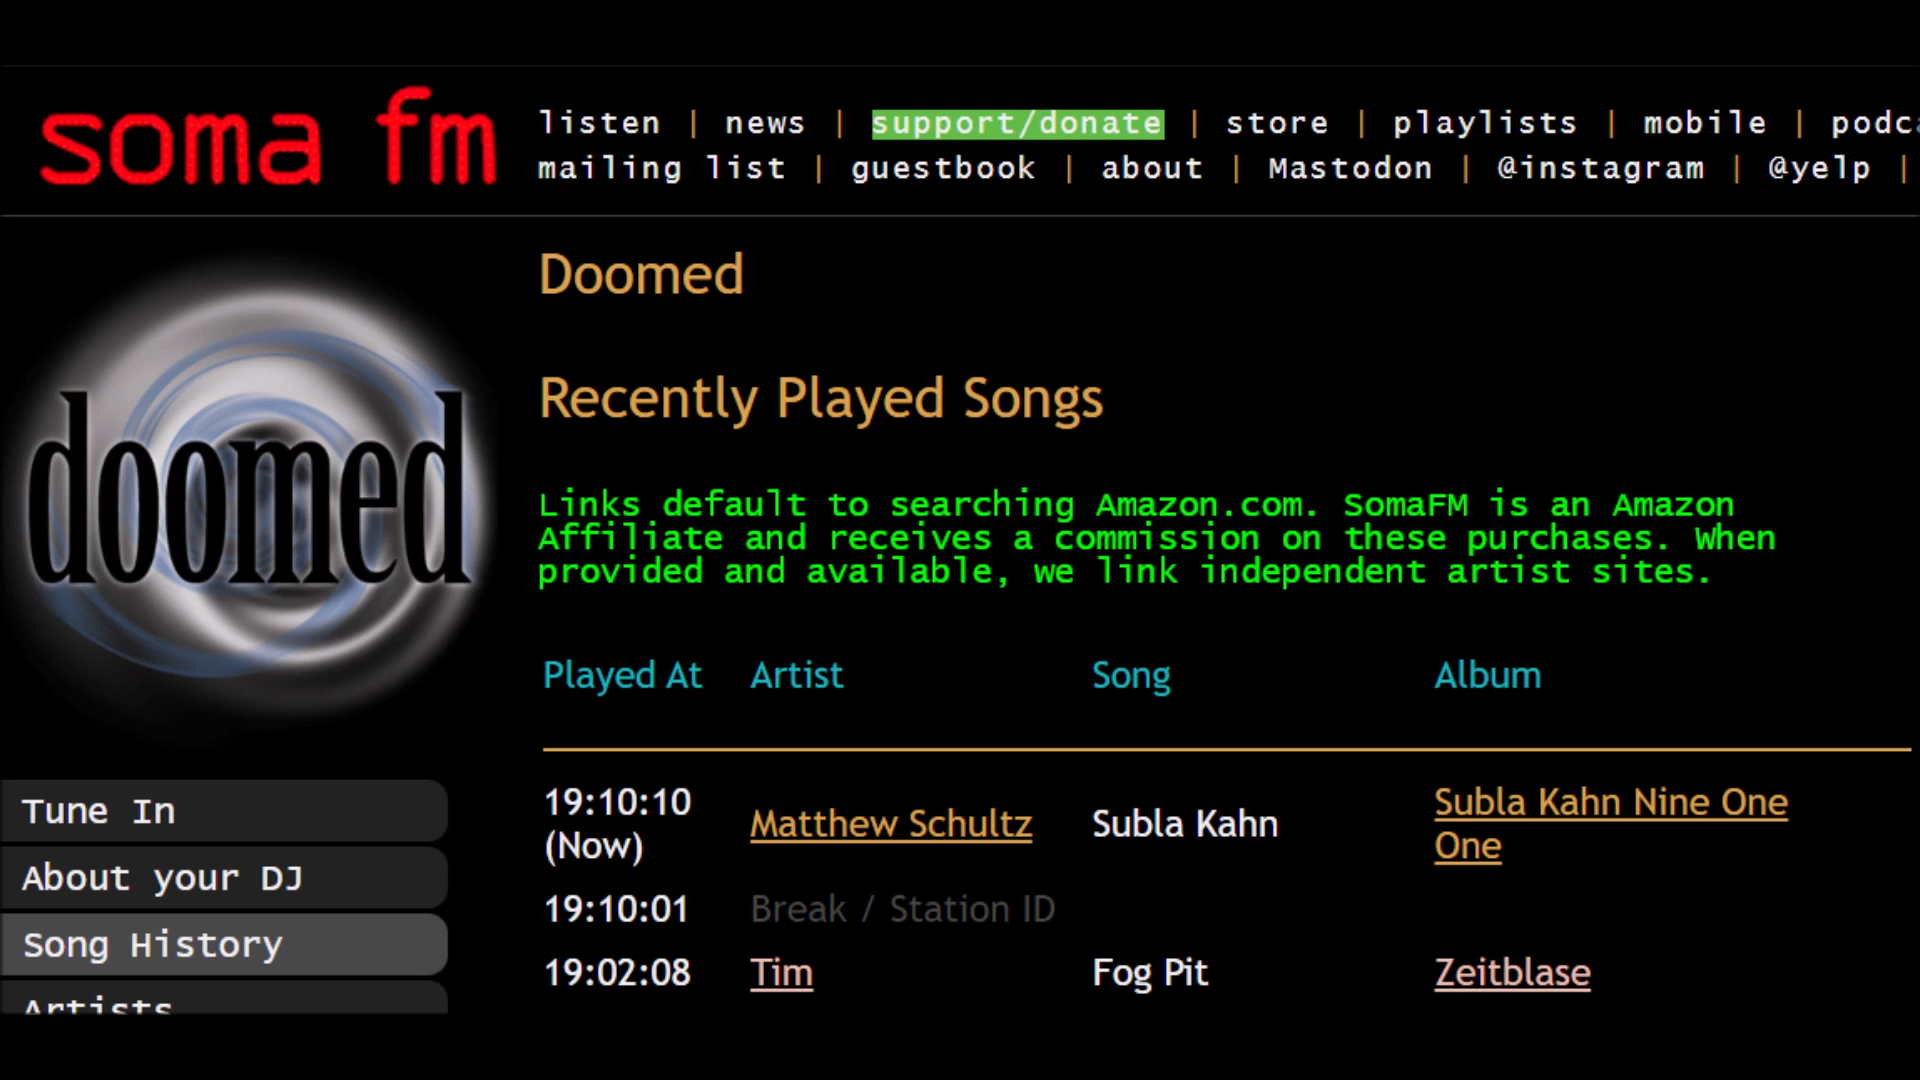 soma fm
listen | news | support/donate | store | playlists | mobile |
mailing list | guestbook | about | Mastodon | @instagram | @yelp |
doomed
Doomed
Recently Played Songs
Links default to searching Amazon.com. SomaFM is an Amazon
Affiliate and receives a commission on these purchases. When
provided and available, we link independent artist sites.
Played At Artist Song Album
19:10:10 (Now) Matthew Schultz Subla Kahn Subla Kahn Nine One One
19:10:01 Break / Station ID
19:02:08 Tim Fog Pit Zeitblase
Tune In
About your DJ
Song History
Artists